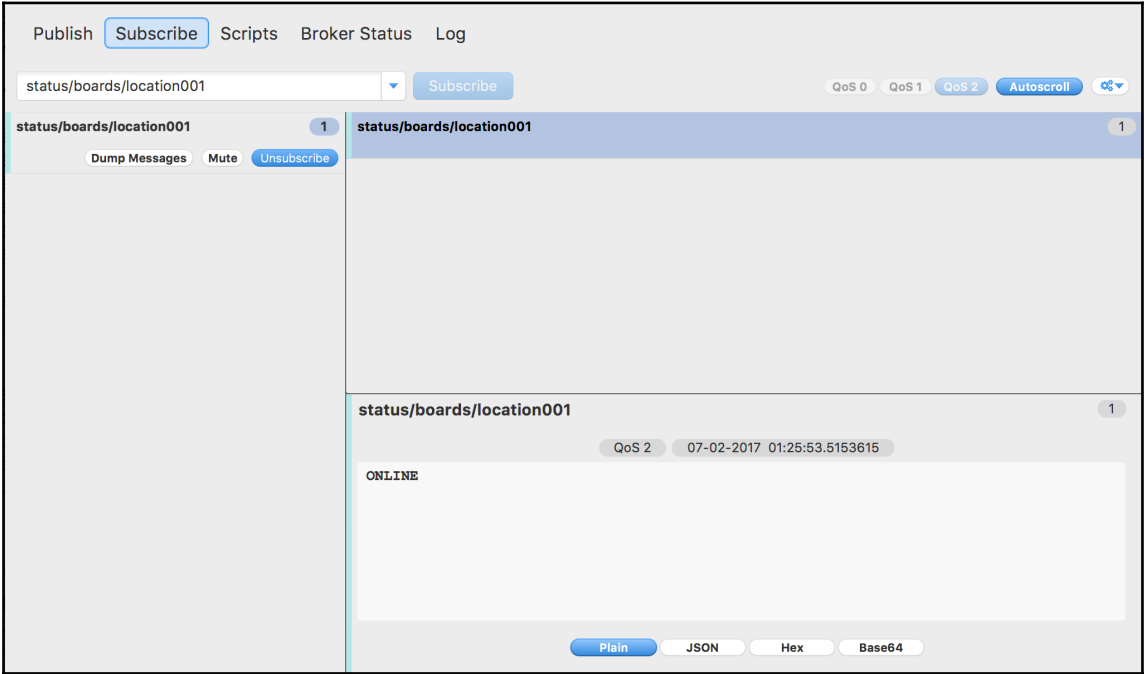 Publish Subscribe Scripts Broker Status Log
status/boards/location001 Subscribe QoS 0 QoS 1 QoS 2 Autoscroll
status/boards/location001 1
Dump Messages Mute Unsubscribe
status/boards/location001 1
status/boards/location001 1
QoS 2 07-02-2017 01:25:53.5153615
ONLINE
Plain JSON Hex Base64